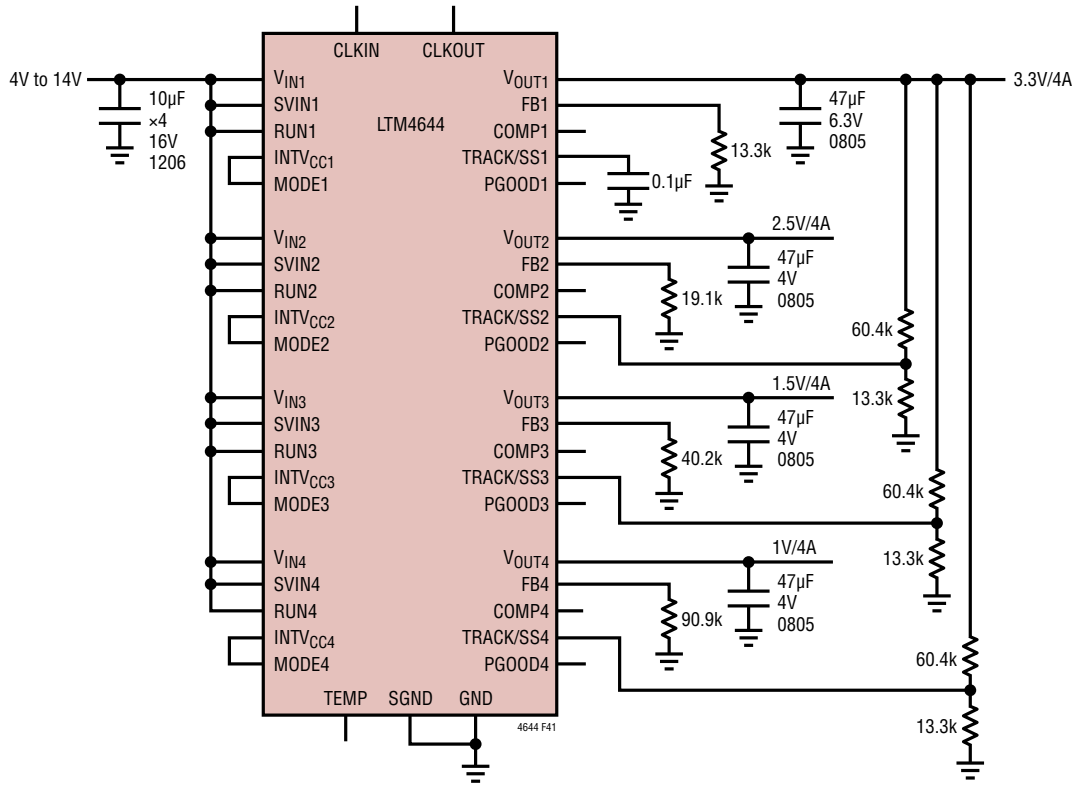 CLKIN
CLKOUT
4V to 14V
10µF
×4
16V
1206
LTM4644
VIN1
SVIN1
RUN1
INTVCC1
MODE1
VOUT1
FB1
COMP1
TRACK/SS1
PGOOD1
3.3V/4A
47µF
6.3V
0805
13.3k
0.1µF
VIN2
SVIN2
RUN2
INTVCC2
MODE2
VOUT2
FB2
COMP2
TRACK/SS2
PGOOD2
2.5V/4A
47µF
4V
0805
19.1k
60.4k
13.3k
VIN3
SVIN3
RUN3
INTVCC3
MODE3
VOUT3
FB3
COMP3
TRACK/SS3
PGOOD3
1.5V/4A
47µF
4V
0805
40.2k
60.4k
13.3k
VIN4
SVIN4
RUN4
INTVCC4
MODE4
VOUT4
FB4
COMP4
TRACK/SS4
PGOOD4
1V/4A
47µF
4V
0805
90.9k
60.4k
13.3k
TEMP
SGND
GND
4644 F41